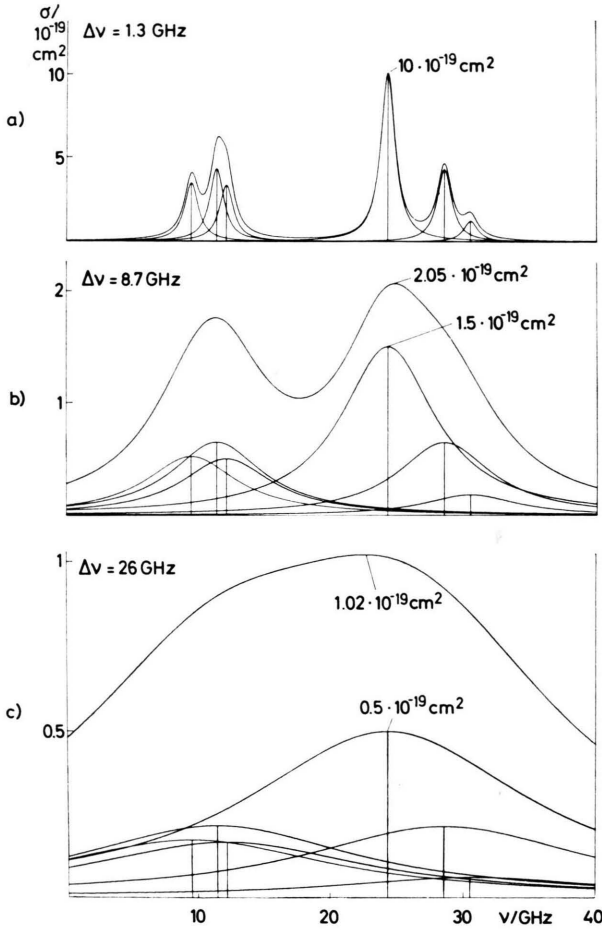 σ/
10⁻¹⁹
cm²
Δν = 1.3 GHz
10
10·10⁻¹⁹cm²
a)
5
Δν = 8.7 GHz
2
2.05·10⁻¹⁹cm²
1.5·10⁻¹⁹cm²
b)
1
Δν = 26 GHz
1
1.02·10⁻¹⁹cm²
0.5·10⁻¹⁹cm²
0.5
c)
10 20 30 ν/GHz 40